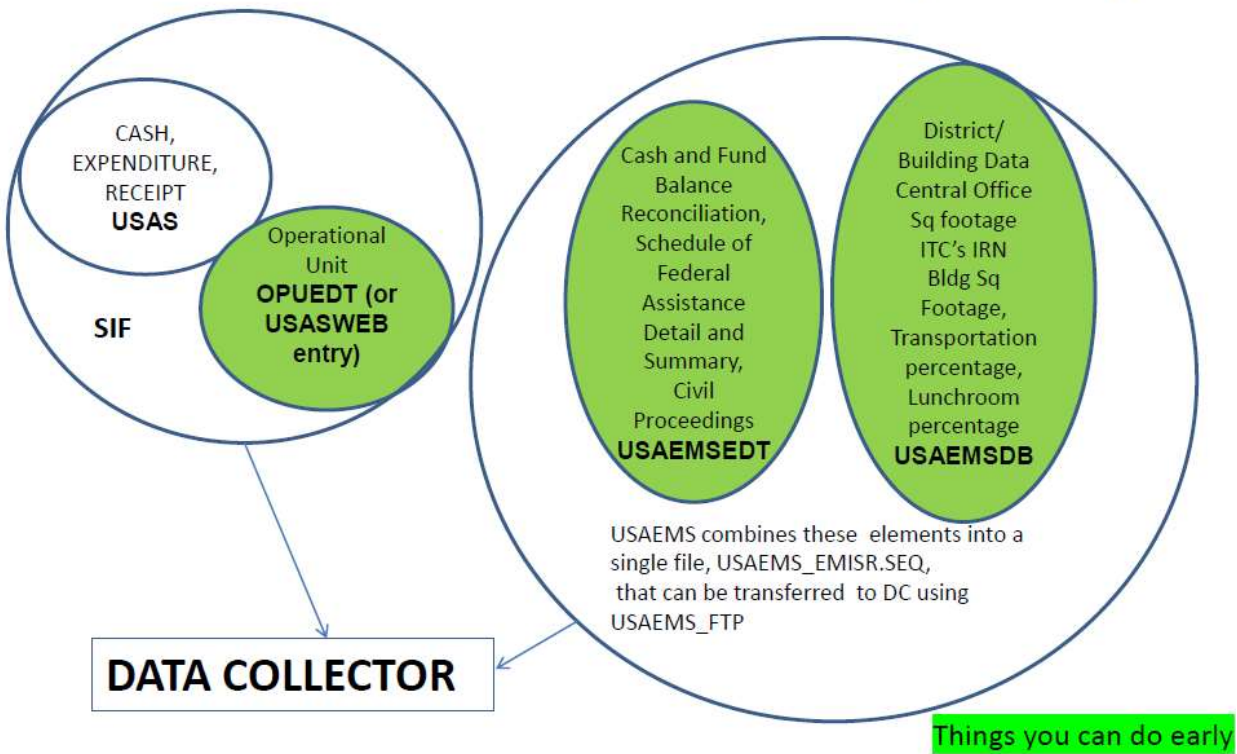 CASH,
EXPENDITURE,
RECEIPT
USAS
Operational
Unit
OPUEDT (or
USASWEB
entry)
SIF
Cash and Fund
Balance
Reconciliation,
Schedule of
Federal
Assistance
Detail and
Summary,
Civil
Proceedings
USAEMSEDT
District/
Building Data
Central Office
Sq footage
ITC's IRN
Bldg Sq
Footage,
Transportation
percentage,
Lunchroom
percentage
USAEMSDB
USAEMS combines these elements into a
single file, USAEMS_EMISR.SEQ,
that can be transferred to DC using
USAEMS_FTP
DATA COLLECTOR
Things you can do early